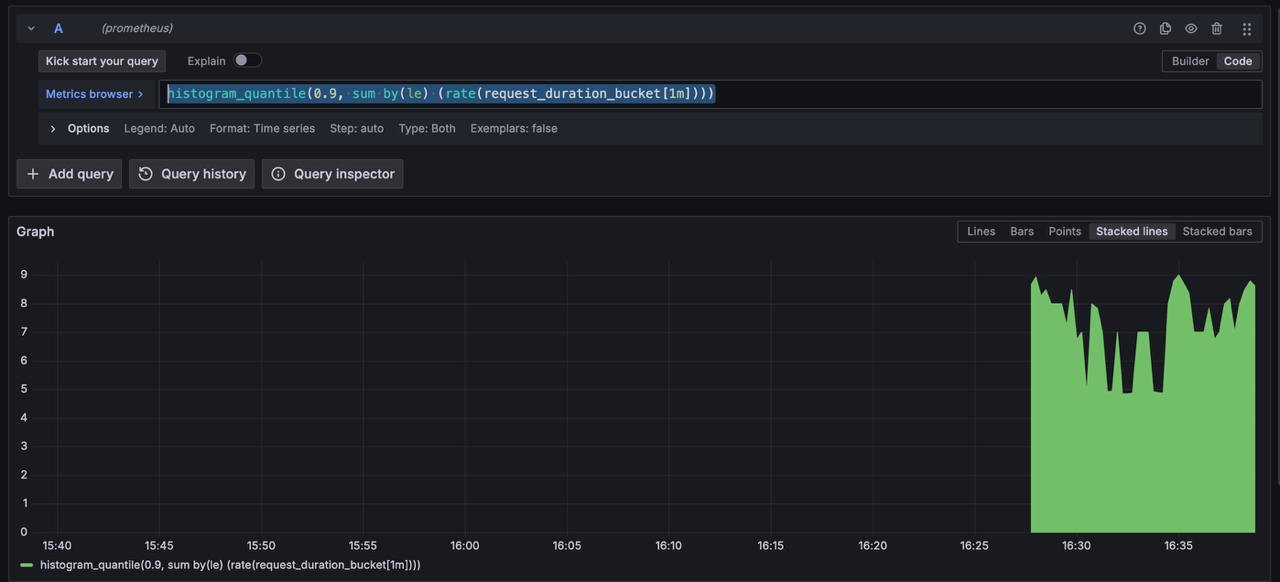 A (prometheus)
Kick start your query Explain Builder Code
Metrics browser > histogram_quantile(0.9, sum by(le) (rate(request_duration_bucket[1m])))
> Options Legend: Auto Format: Time series Step: auto Type: Both Exemplars: false
+ Add query Query history Query inspector
Graph Lines Bars Points Stacked lines Stacked bars
9
8
7
6
5
4
3
2
1
0
15:40 15:45 15:50 15:55 16:00 16:05 16:10 16:15 16:20 16:25 16:30 16:35
histogram_quantile(0.9, sum by(le) (rate(request_duration_bucket[1m])))